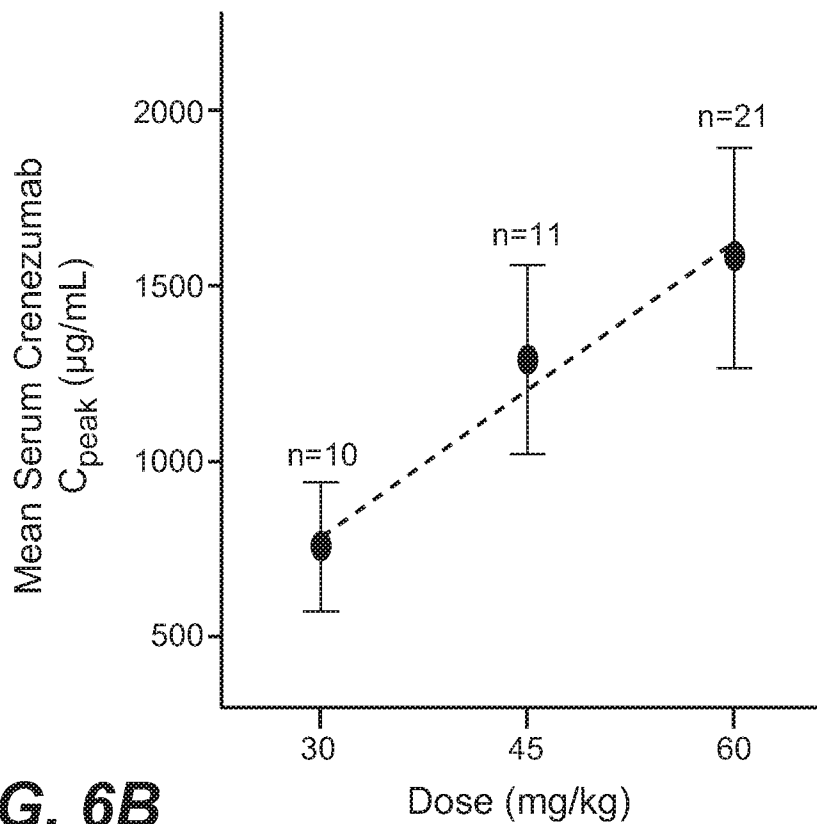 Mean Serum Crenezumab
Cpeak (µg/mL)
2000
1500
1000
500
n=10
n=11
n=21
30
45
60
Dose (mg/kg)
G. 6B